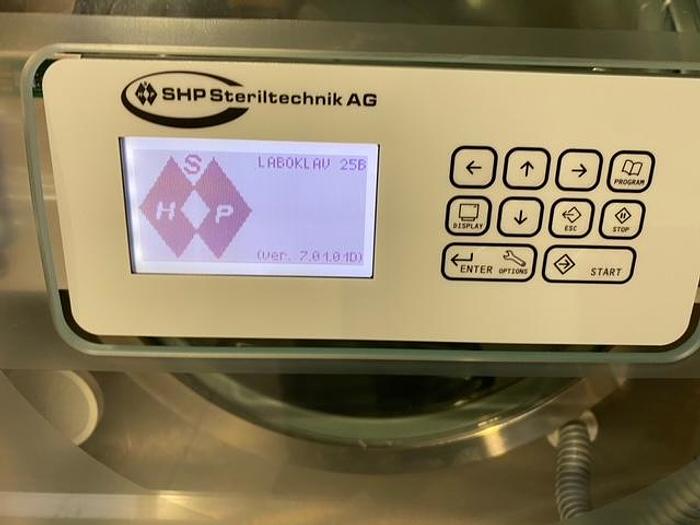 SHP Steriltechnik AG
S
H P
LABOKLAV 25B
(ver. 7.01.01D)
PROGRAM
DISPLAY
ESC
STOP
ENTER OPTIONS
START